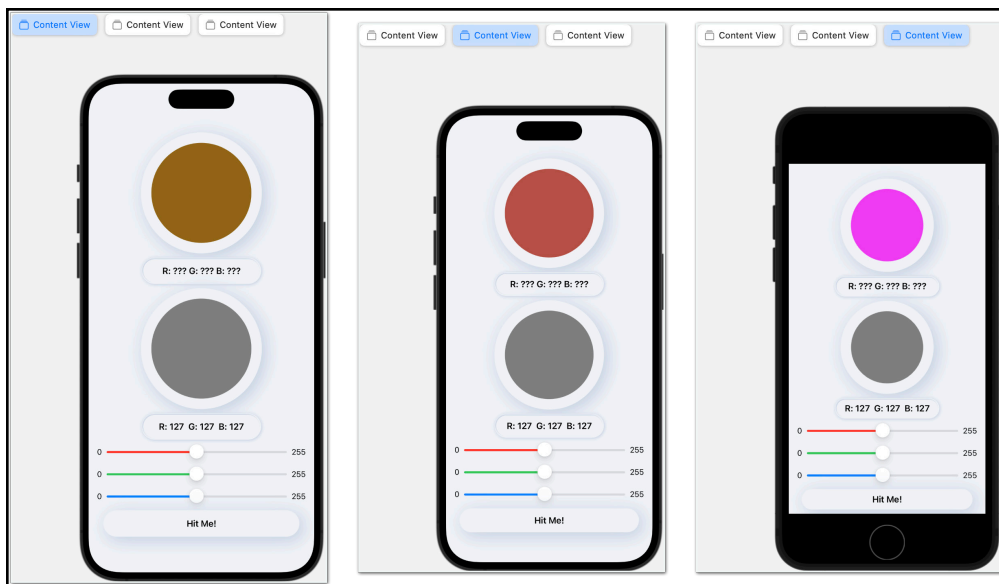 Content View Content View Content View
R: ??? G: ??? B: ???
R: 127 G: 127 B: 127
0 255
0 255
0 255
Hit Me!
Content View Content View Content View
R: ??? G: ??? B: ???
R: 127 G: 127 B: 127
0 255
0 255
0 255
Hit Me!
Content View Content View Content View
R: ??? G: ??? B: ???
R: 127 G: 127 B: 127
0 255
0 255
0 255
Hit Me!